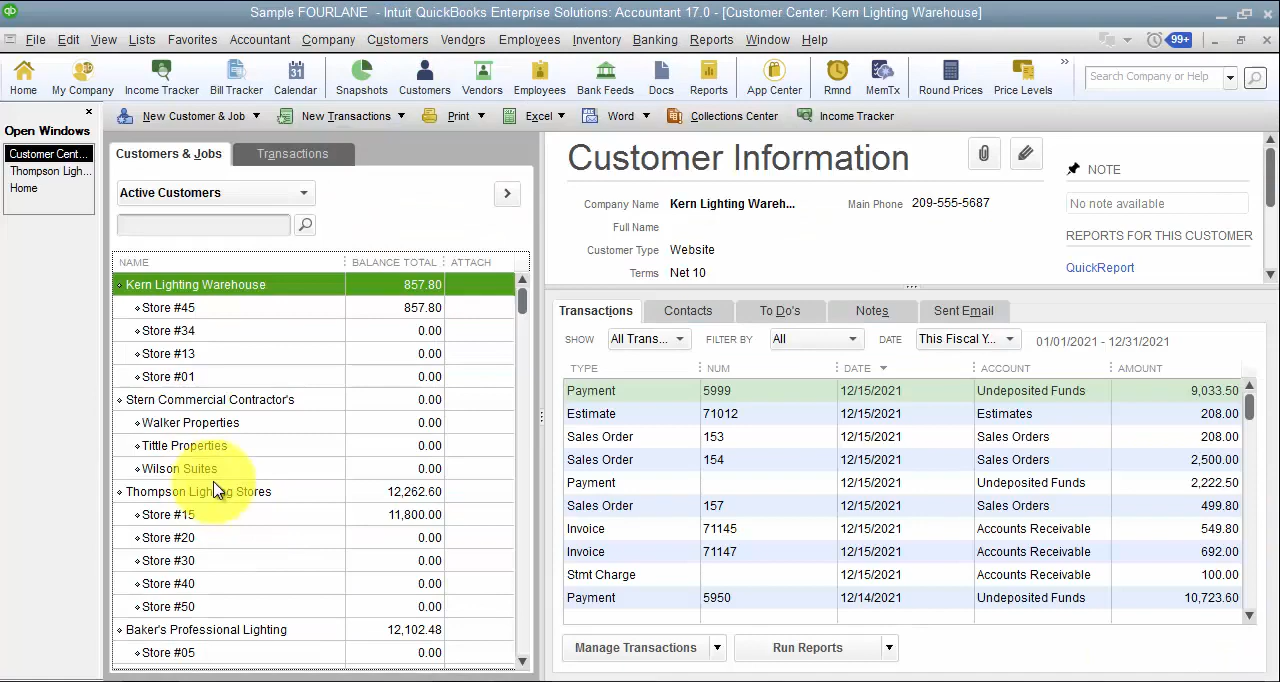 qb Sample FOURLANE - Intuit QuickBooks Enterprise Solutions: Accountant 17.0 - [Customer Center: Kern Lighting Warehouse]
File Edit View Lists Favorites Accountant Company Customers Vendors Employees Inventory Banking Reports Window Help 99+
Home My Company Income Tracker Bill Tracker Calendar Snapshots Customers Vendors Employees Bank Feeds Docs Reports App Center Rmnd MemTx Round Prices Price Levels Search Company or Help
New Customer & Job New Transactions Print Excel Word Collections Center Income Tracker
Open Windows
Customer Cent...
Thompson Ligh...
Home
Customers & Jobs Transactions
Active Customers
NAME BALANCE TOTAL ATTACH
Kern Lighting Warehouse 857.80
Store #45 857.80
Store #34 0.00
Store #13 0.00
Store #01 0.00
Stern Commercial Contractor's 0.00
Walker Properties 0.00
Tittle Properties 0.00
Wilson Suites 0.00
Thompson Lighting Stores 12,262.60
Store #15 11,800.00
Store #20 0.00
Store #30 0.00
Store #40 0.00
Store #50 0.00
Baker's Professional Lighting 12,102.48
Store #05 0.00
Customer Information
Company Name Kern Lighting Wareh... Main Phone 209-555-5687
Full Name
Customer Type Website
Terms Net 10
NOTE
No note available
REPORTS FOR THIS CUSTOMER
QuickReport
Transactions Contacts To Do's Notes Sent Email
SHOW All Trans... FILTER BY All DATE This Fiscal Y... 01/01/2021 - 12/31/2021
TYPE NUM DATE ACCOUNT AMOUNT
Payment 5999 12/15/2021 Undeposited Funds 9,033.50
Estimate 71012 12/15/2021 Estimates 208.00
Sales Order 153 12/15/2021 Sales Orders 208.00
Sales Order 154 12/15/2021 Sales Orders 2,500.00
Payment 12/15/2021 Undeposited Funds 2,222.50
Sales Order 157 12/15/2021 Sales Orders 499.80
Invoice 71145 12/15/2021 Accounts Receivable 549.80
Invoice 71147 12/15/2021 Accounts Receivable 692.00
Stmt Charge 12/15/2021 Accounts Receivable 100.00
Payment 5950 12/14/2021 Undeposited Funds 10,723.60
Manage Transactions Run Reports